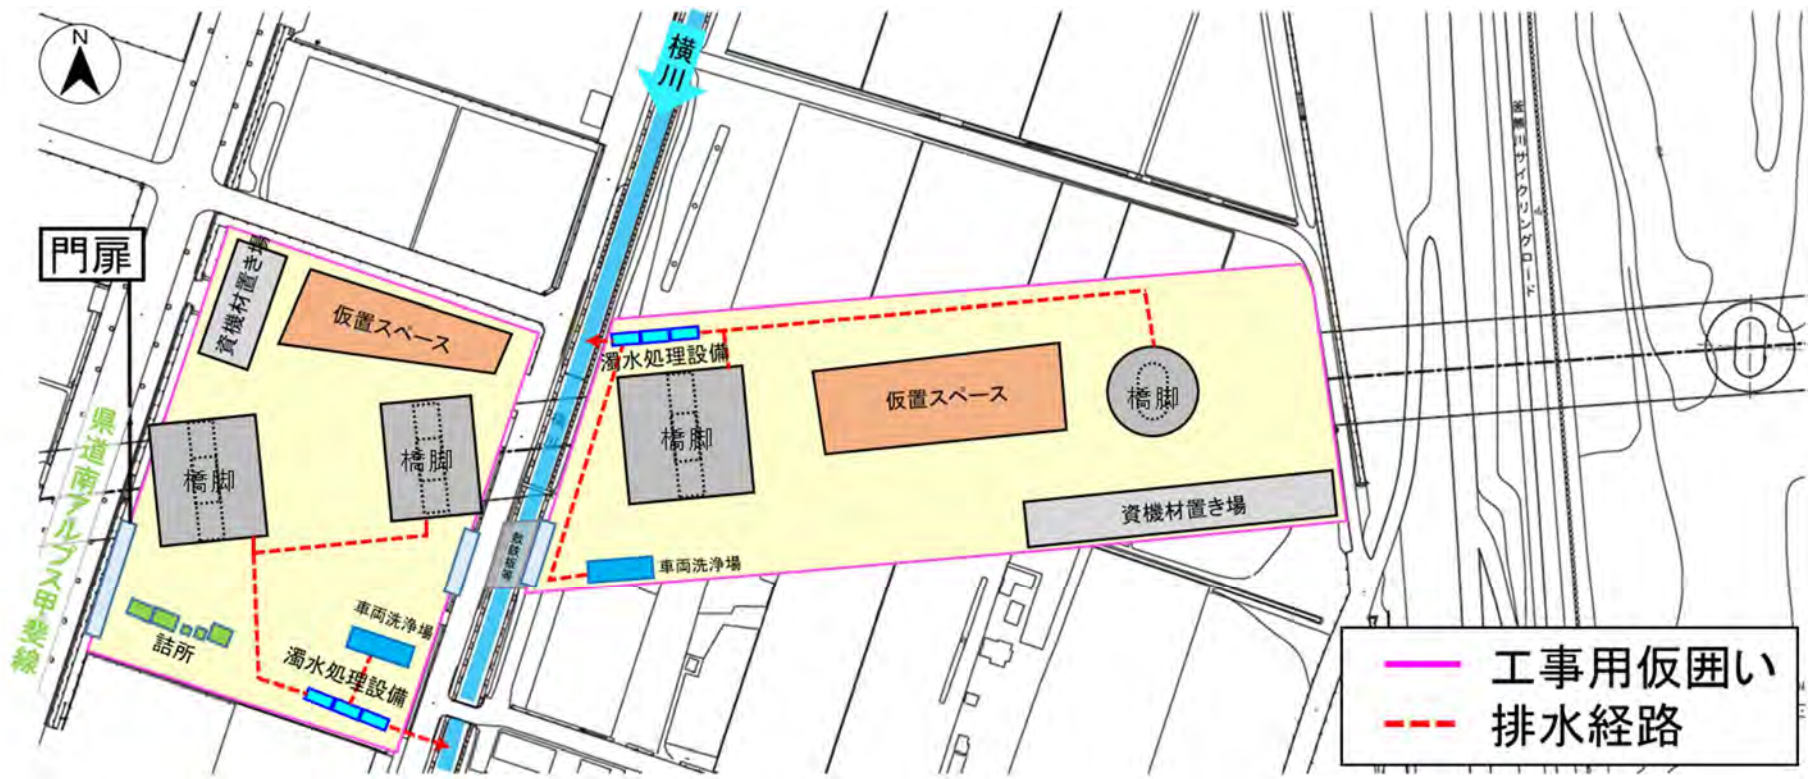 N
横川
釜無川サイクリングロード
門扉
資機材置き場
仮置スペース
濁水処理設備
仮置スペース
橋脚
橋脚
橋脚
橋脚
県道南アルプス甲斐線
資機材置き場
敷鉄板等
車両洗浄場
車両洗浄場
詰所
濁水処理設備
工事用仮囲い
排水経路